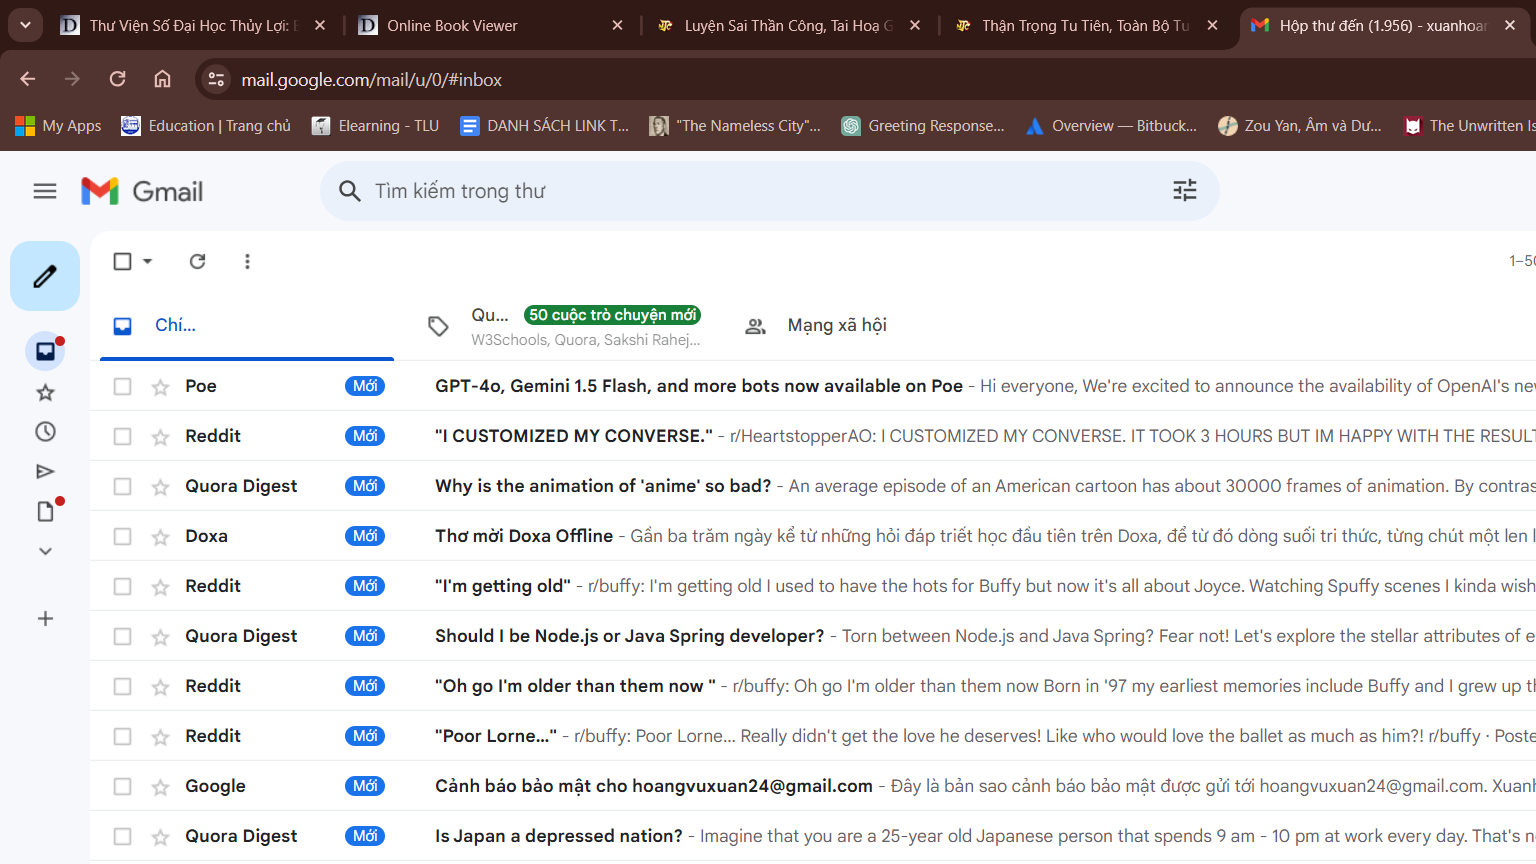 Thư Viện Số Đại Học Thủy Lợi: E
Online Book Viewer
Luyện Sai Thần Công, Tai Hoạ G
Thận Trọng Tu Tiên, Toàn Bộ Tu
Hộp thư đến (1.956) - xuanhoan
mail.google.com/mail/u/0/#inbox
My Apps
Education | Trang chủ
Elearning - TLU
DANH SÁCH LINK T...
"The Nameless City"...
Greeting Response...
Overview — Bitbuck...
Zou Yan, Âm và Dư...
The Unwritten Is
Gmail
Tìm kiếm trong thư
1–50
Chí...
Qu... 50 cuộc trò chuyện mới
W3Schools, Quora, Sakshi Rahej...
Mạng xã hội
Poe Mới GPT-4o, Gemini 1.5 Flash, and more bots now available on Poe - Hi everyone, We're excited to announce the availability of OpenAI's new
Reddit Mới "I CUSTOMIZED MY CONVERSE." - r/HeartstopperAO: I CUSTOMIZED MY CONVERSE. IT TOOK 3 HOURS BUT IM HAPPY WITH THE RESULT
Quora Digest Mới Why is the animation of 'anime' so bad? - An average episode of an American cartoon has about 30000 frames of animation. By contras
Doxa Mới Thơ mời Doxa Offline - Gần ba trăm ngày kể từ những hỏi đáp triết học đầu tiên trên Doxa, để từ đó dòng suối tri thức, từng chút một len l
Reddit Mới "I'm getting old" - r/buffy: I'm getting old I used to have the hots for Buffy but now it's all about Joyce. Watching Spuffy scenes I kinda wish
Quora Digest Mới Should I be Node.js or Java Spring developer? - Torn between Node.js and Java Spring? Fear not! Let's explore the stellar attributes of e
Reddit Mới "Oh go I'm older than them now " - r/buffy: Oh go I'm older than them now Born in '97 my earliest memories include Buffy and I grew up th
Reddit Mới "Poor Lorne..." - r/buffy: Poor Lorne... Really didn't get the love he deserves! Like who would love the ballet as much as him?! r/buffy · Poste
Google Mới Cảnh báo bảo mật cho hoangvuxuan24@gmail.com - Đây là bản sao cảnh báo bảo mật được gửi tới hoangvuxuan24@gmail.com. Xuanh
Quora Digest Mới Is Japan a depressed nation? - Imagine that you are a 25-year old Japanese person that spends 9 am - 10 pm at work every day. That's n